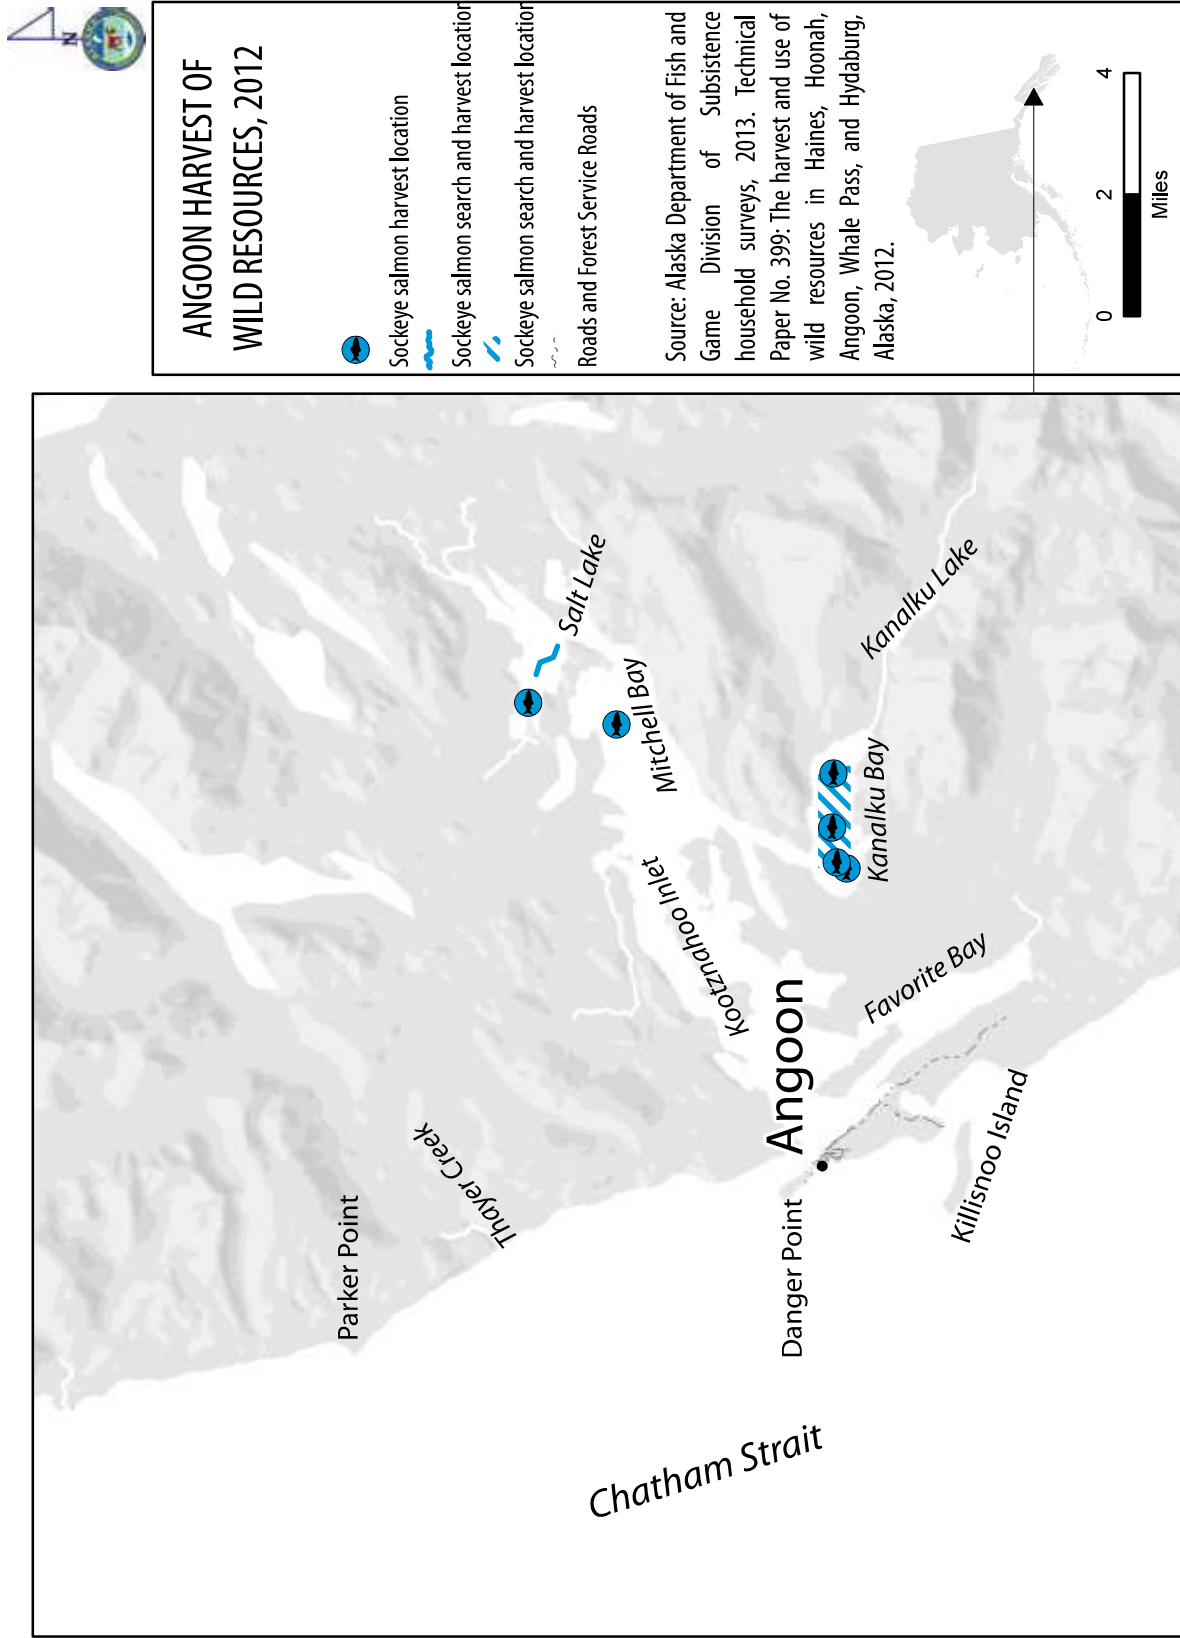 ANGOON HARVEST OF
WILD RESOURCES, 2012
Sockeye salmon harvest location
Sockeye salmon search and harvest location
Sockeye salmon search and harvest location
Roads and Forest Service Roads
Source: Alaska Department of Fish and
Game Division of Subsistence
household surveys, 2013. Technical
Paper No. 399: The harvest and use of
wild resources in Haines, Hoonah,
Angoon, Whale Pass, and Hydaburg,
Alaska, 2012.
0 2 4
Miles
N
Parker Point
Thayer Creek
Salt Lake
Mitchell Bay
Kootznahoo Inlet
Kanalku Lake
Kanalku Bay
Angoon
Favorite Bay
Danger Point
Killisnoo Island
Chatham Strait